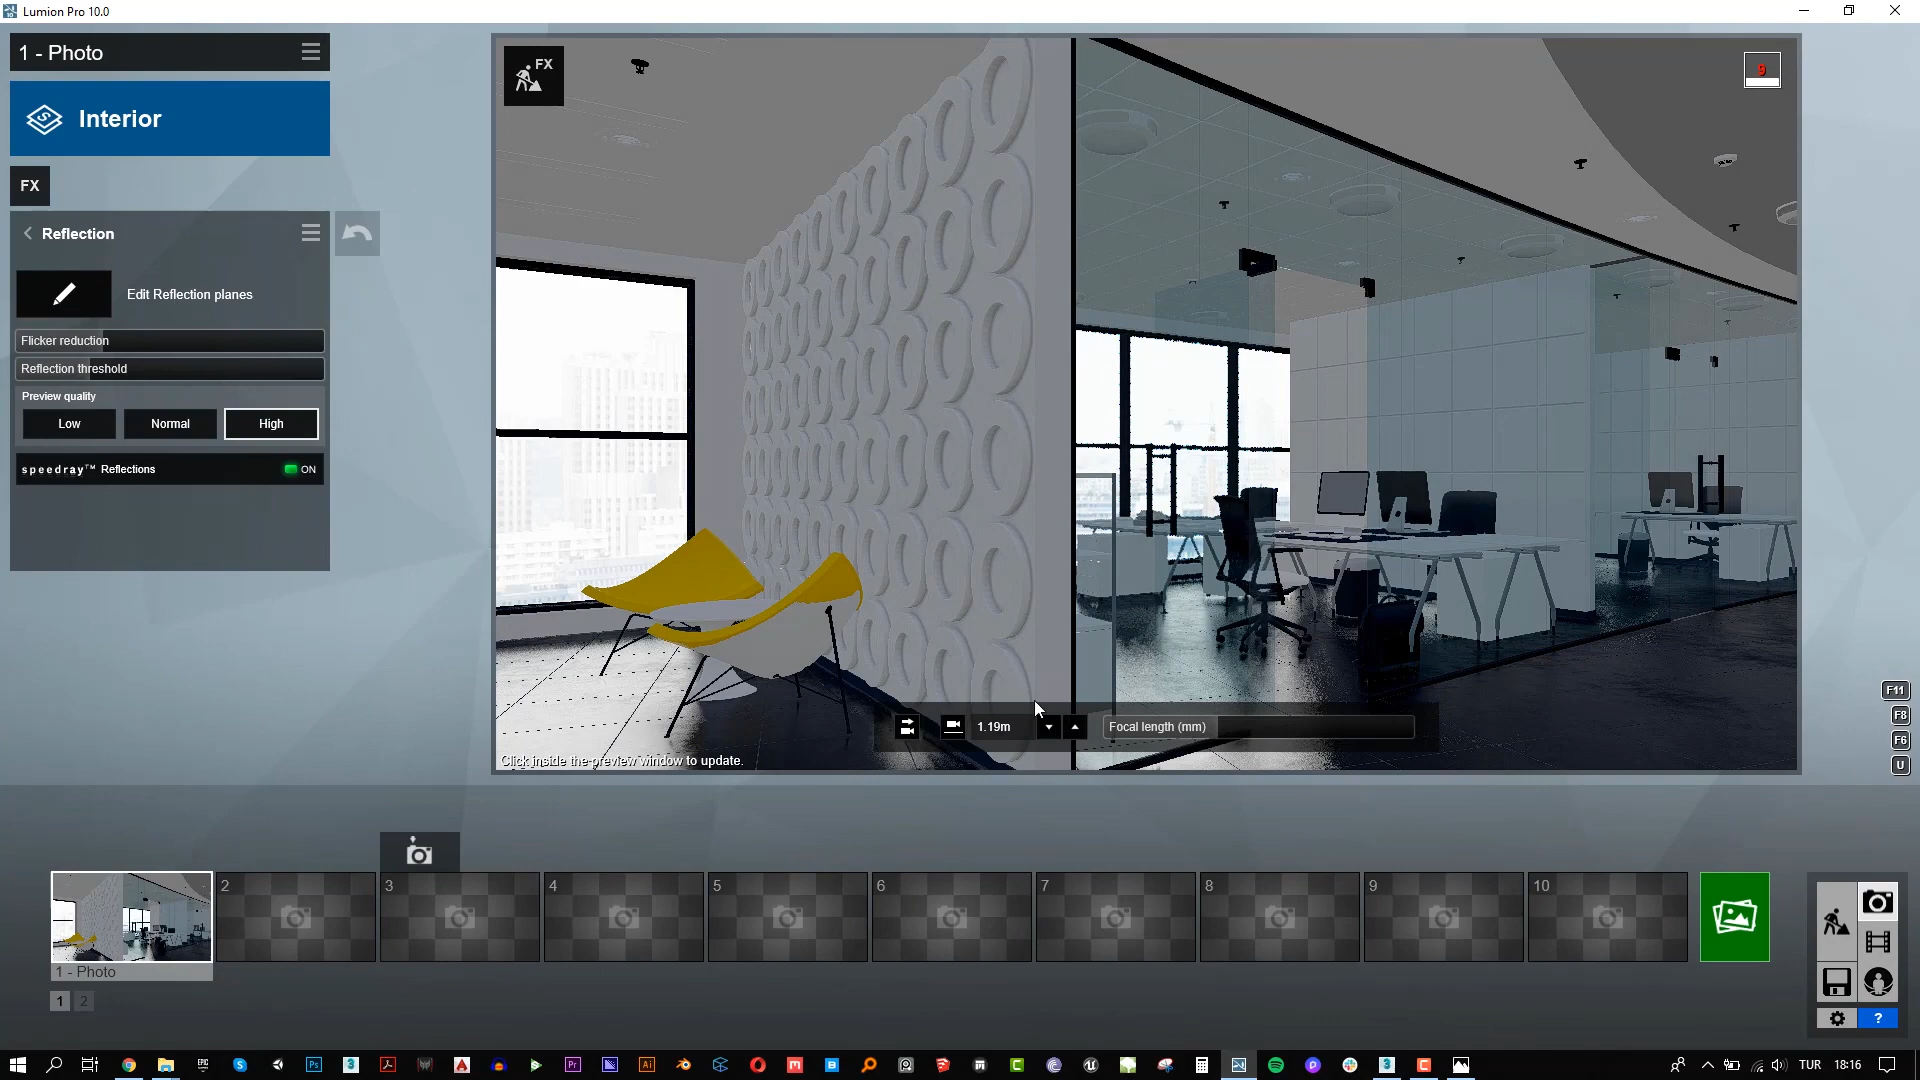 Lumion Pro 10.0
1 - Photo
Interior
FX
Reflection
Edit Reflection planes
Flicker reduction
Reflection threshold
Preview quality
Low
Normal
High
speedray™ Reflections
ON
FX
9
1.19m
Focal length (mm)
Click inside the preview window to update.
F11
F8
F6
U
2
3
4
5
6
7
8
9
10
1 - Photo
1
2
?
TUR
18:16